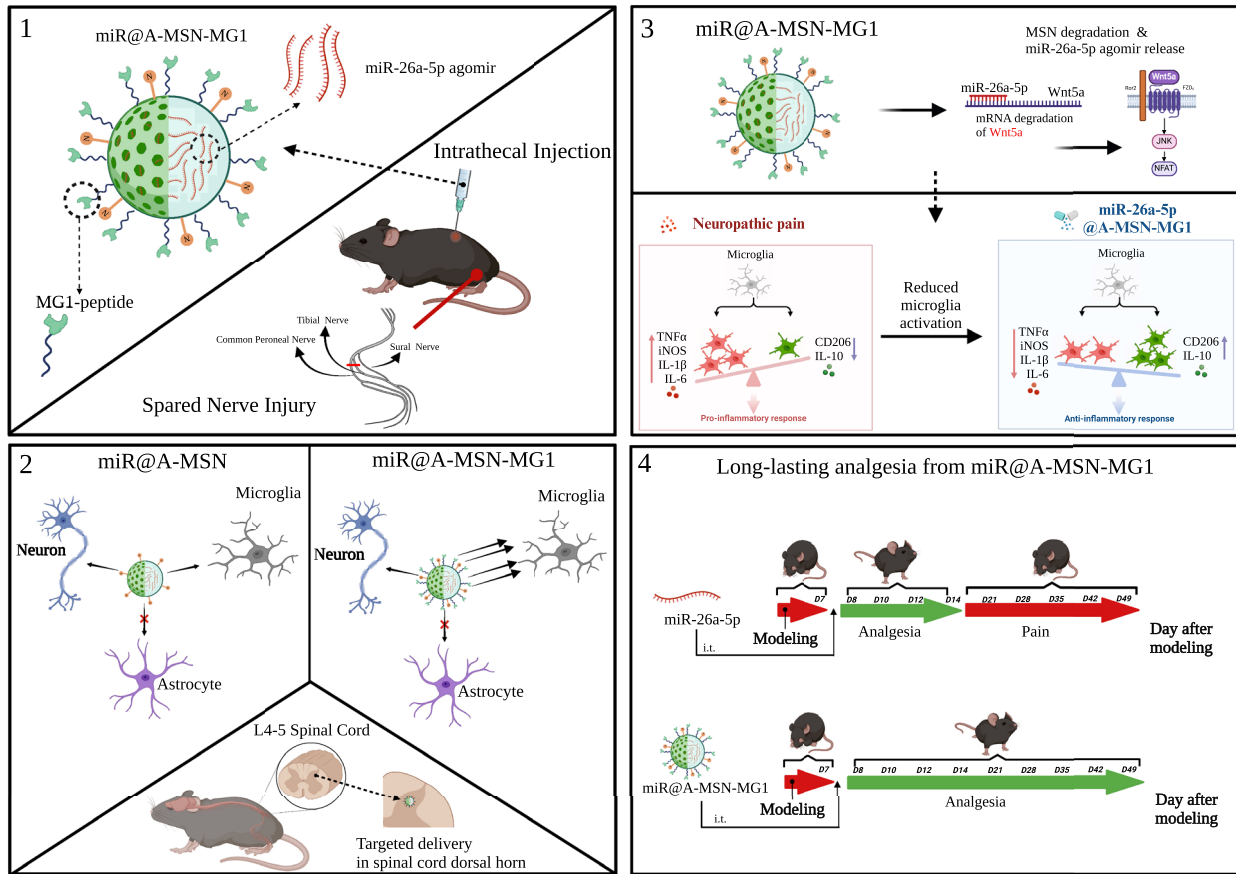 1
miR@A-MSN-MG1
N
miR-26a-5p agomir
Intrathecal Injection
MG1-peptide
Tibial Nerve
Common Peroneal Nerve
Sural Nerve
Spared Nerve Injury
2
miR@A-MSN
Microglia
Neuron
Astrocyte
miR@A-MSN-MG1
Microglia
Neuron
Astrocyte
L4-5 Spinal Cord
Targeted delivery
in spinal cord dorsal horn
3
miR@A-MSN-MG1
MSN degradation &
miR-26a-5p agomir release
miR-26a-5p
Wnt5a
mRNA degradation
of Wnt5a
Ror2
Wnt5a
JNK
NFAT
Neuropathic pain
Microglia
TNFα
iNOS
IL-1β
IL-6
CD206
IL-10
Pro-inflammatory response
Reduced
microglia
activation
miR-26a-5p
@A-MSN-MG1
Microglia
TNFα
iNOS
IL-1β
IL-6
CD206
IL-10
Anti-inflammatory response
4
Long-lasting analgesia from miR@A-MSN-MG1
D7 D8 D10 D12 D14 D21 D28 D35 D42 D49
miR-26a-5p
Modeling
Analgesia
Pain
Day after
modeling
i.t.
D7 D8 D10 D12 D14 D21 D28 D35 D42 D49
miR@A-MSN-MG1
Modeling
Analgesia
Day after
modeling
i.t.